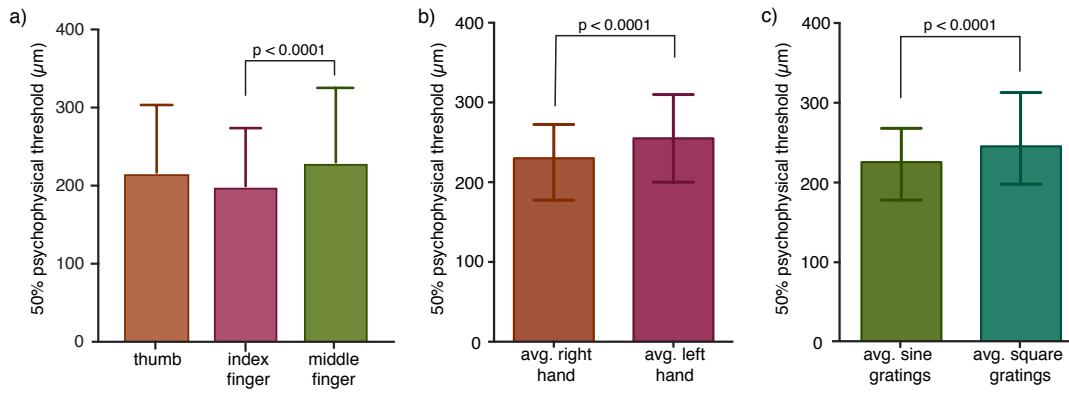 a)
50% psychophysical threshold (µm)
400
300
200
100
0
p < 0.0001
thumb
index
finger
middle
finger
b)
50% psychophysical threshold (µm)
400
300
200
100
0
p < 0.0001
avg. right
hand
avg. left
hand
c)
50% psychophysical threshold (µm)
400
300
200
100
0
p < 0.0001
avg. sine
gratings
avg. square
gratings